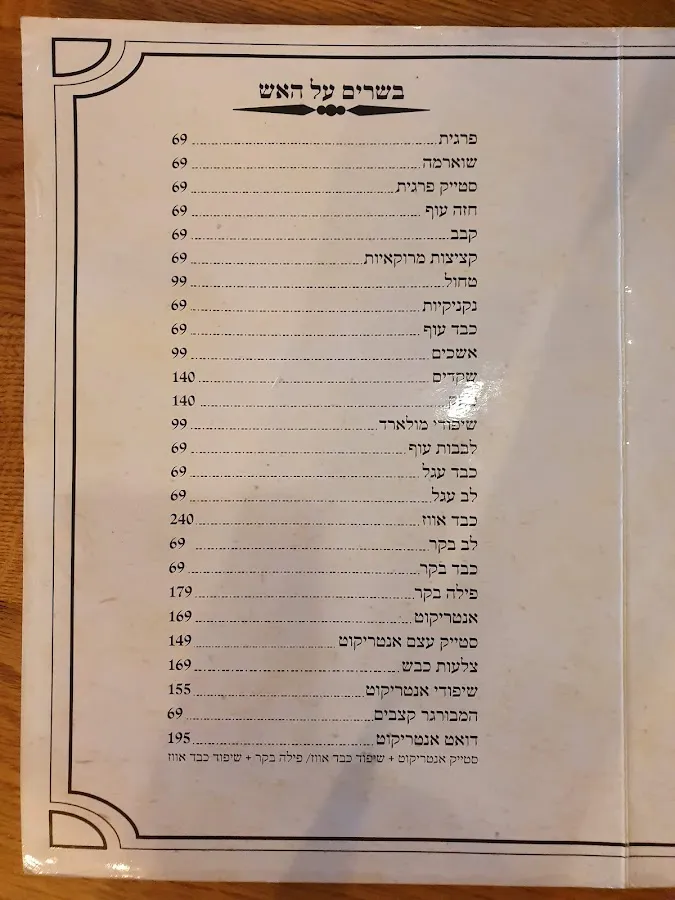 בשרים על האש
פרגית 69
שוארמה 69
סטייק פרגית 69
חזה עוף 69
קבב 69
קציצות מרוקאיות 69
טחול 99
נקניקיות 69
כבד עוף 69
אשכים 99
שקדים 140
140
שיפודי מולארד 99
לבבות עוף 69
כבד עגל 69
לב עגל 69
כבד אווז 240
לב בקר 69
כבד בקר 69
פילה בקר 179
אנטריקוט 169
סטייק עצם אנטריקוט 149
צלעות כבש 169
שיפודי אנטריקוט 155
המבורגר קצבים 69
דואט אנטריקוט 195
סטייק אנטריקוט + שיפוד כבד אווז/ פילה בקר + שיפוד כבד אווז